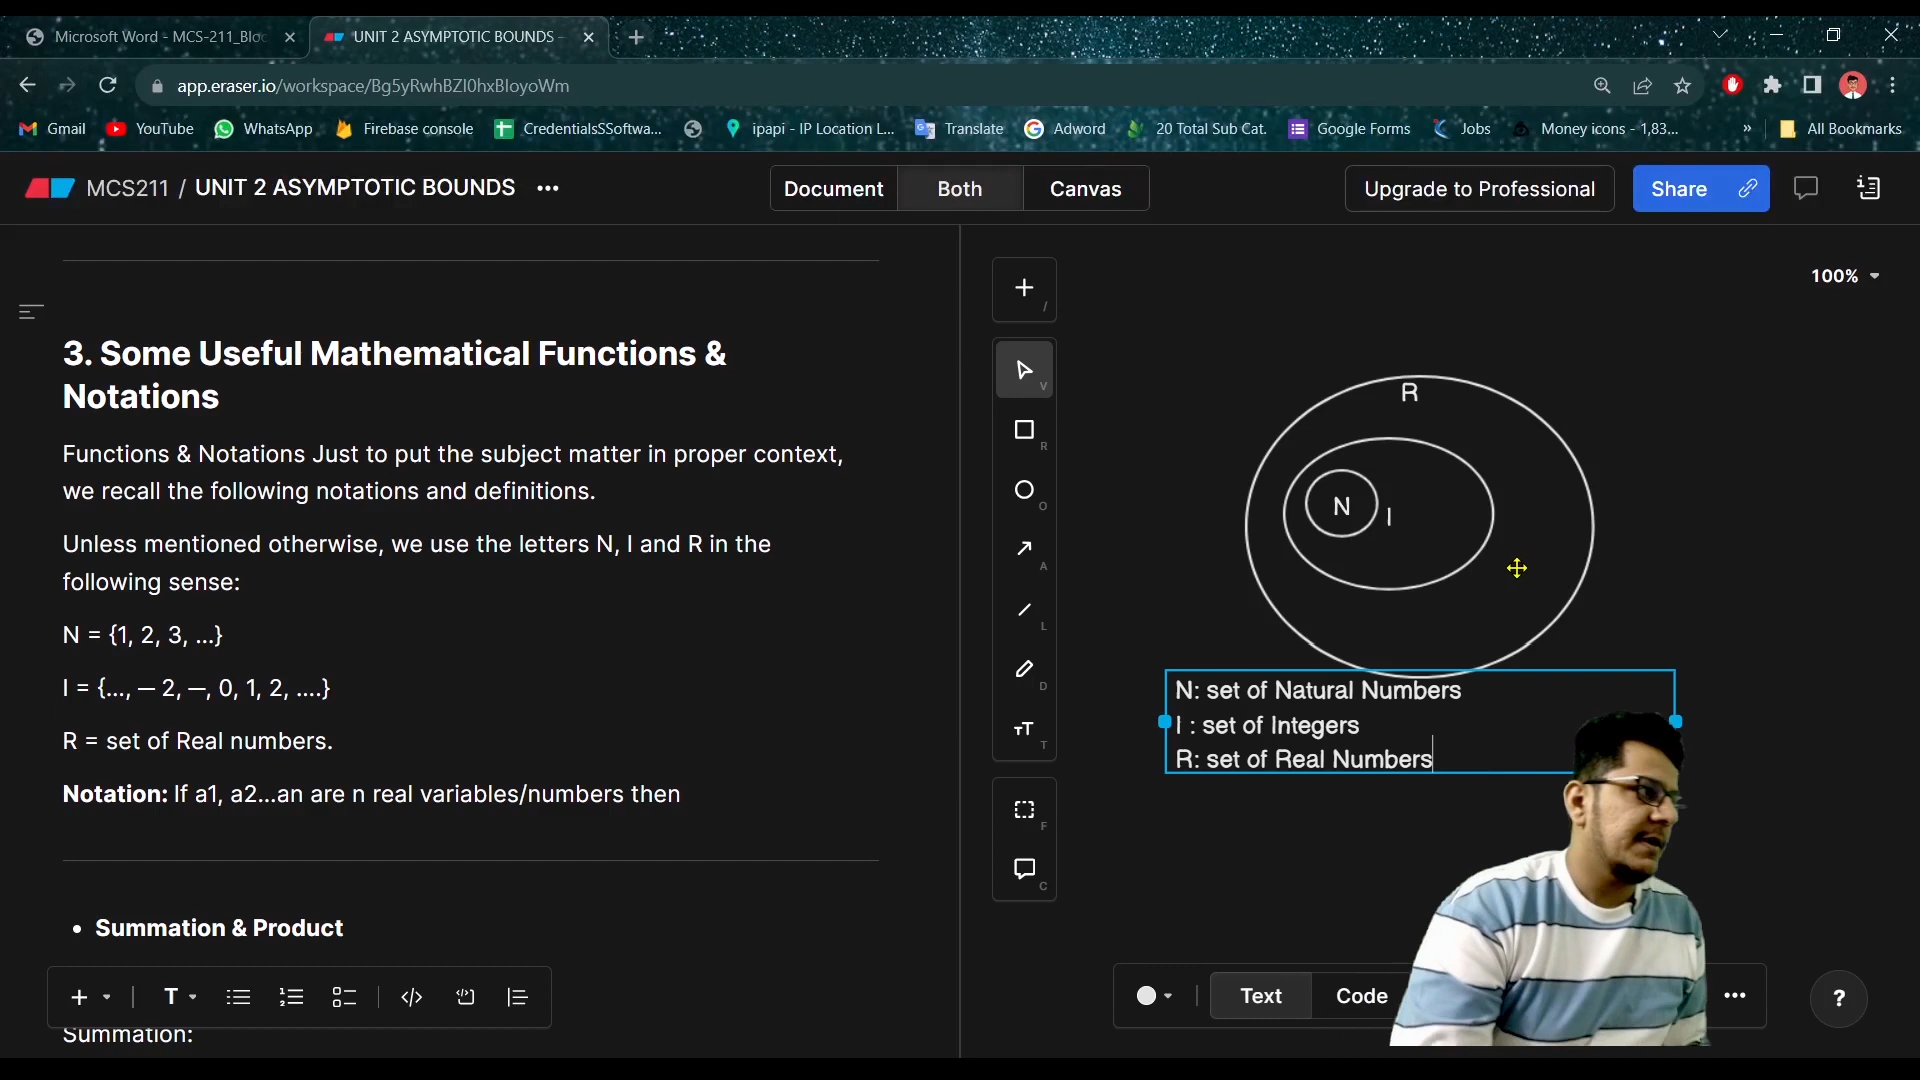 Microsoft Word - MCS-211_Bloc
UNIT 2 ASYMPTOTIC BOUNDS -
app.eraser.io/workspace/Bg5yRwhBZI0hxBIoyoWm
Gmail
YouTube
WhatsApp
Firebase console
CredentialsSSoftwa...
ipapi - IP Location L...
Translate
Adword
20 Total Sub Cat.
Google Forms
Jobs
Money icons - 1,83...
»
All Bookmarks
MCS211 / UNIT 2 ASYMPTOTIC BOUNDS
Document
Both
Canvas
Upgrade to Professional
Share
3. Some Useful Mathematical Functions &
Notations
Functions & Notations Just to put the subject matter in proper context,
we recall the following notations and definitions.
Unless mentioned otherwise, we use the letters N, I and R in the
following sense:
N = {1, 2, 3, ...}
I = {..., — 2, —, 0, 1, 2, ....}
R = set of Real numbers.
Notation: If a1, a2...an are n real variables/numbers then
• Summation & Product
T
Summation:
/
V
R
O
A
L
D
TT
T
F
C
100%
R
N
I
N: set of Natural Numbers
I : set of Integers
R: set of Real Numbers
Text
Code
?